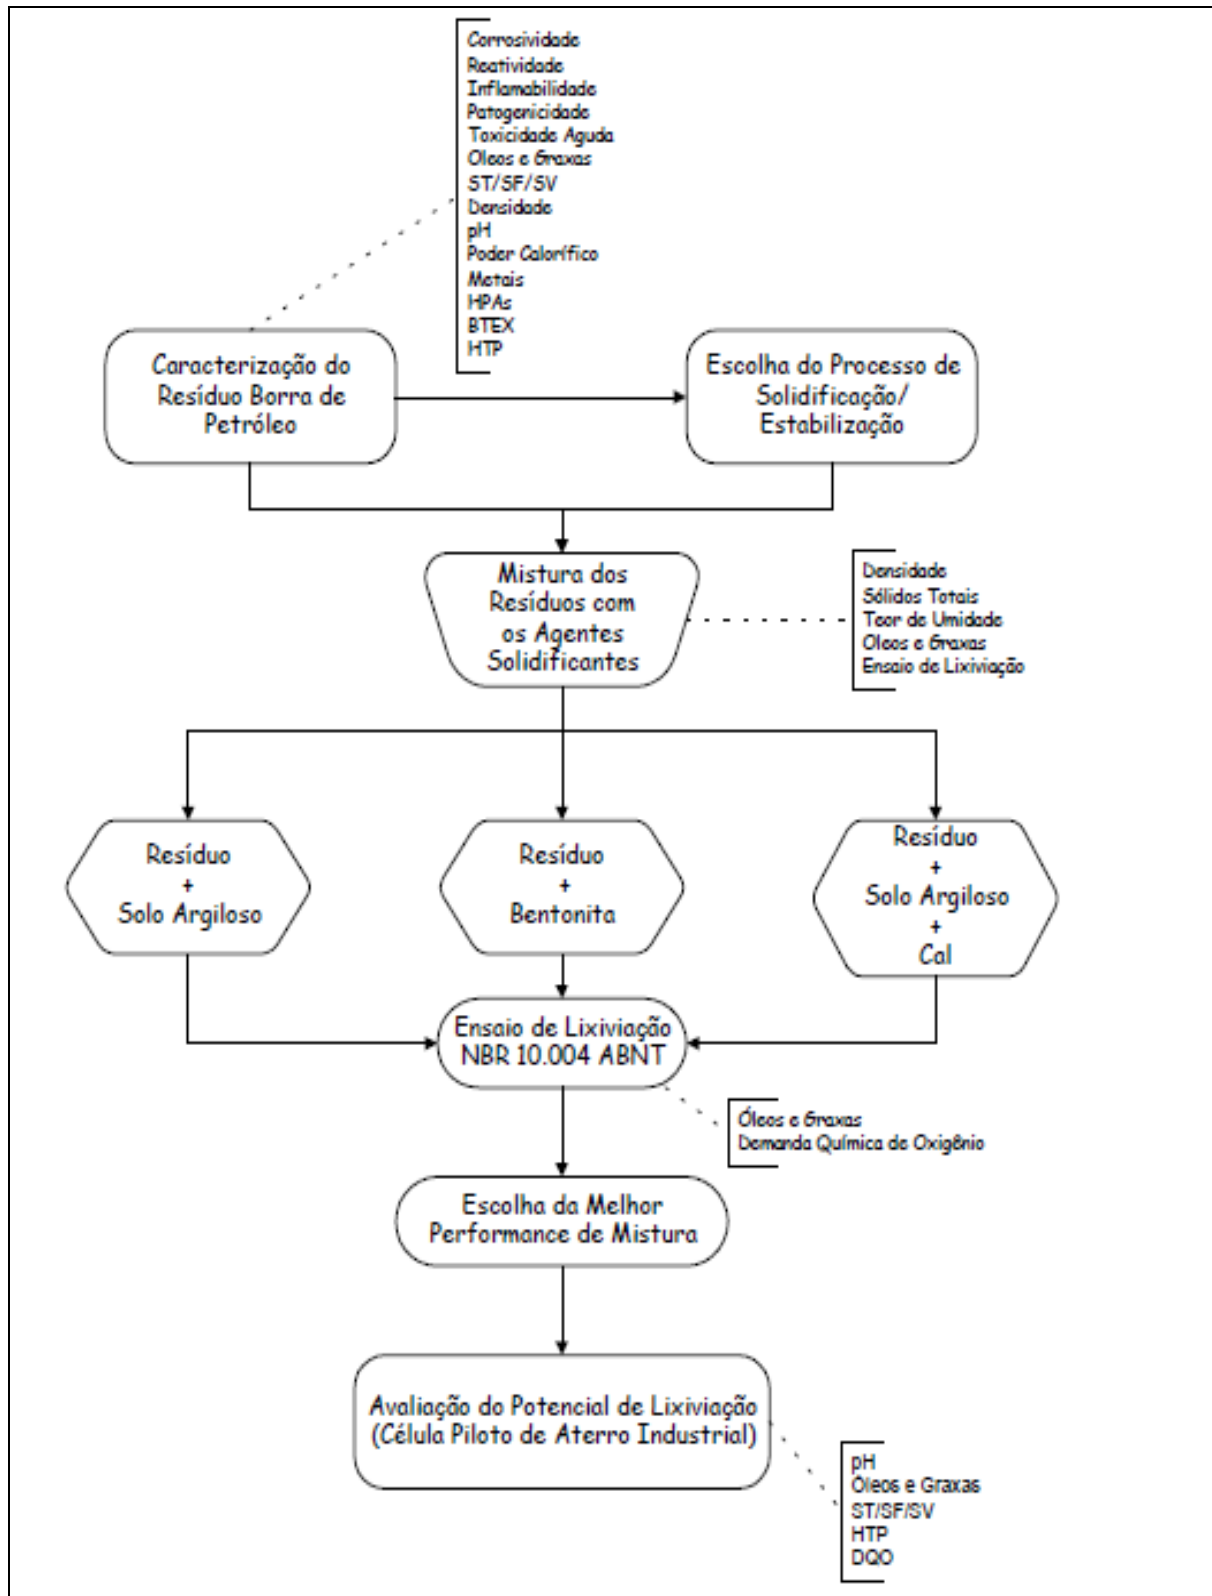 Corrosividade
Reatividade
Inflamabilidade
Patogenicidade
Toxicidade Aguda
Oleos e Graxas
ST/SF/SV
Densidade
pH
Poder Calorífico
Metais
HPAs
BTEX
HTP
Caracterização do
Resíduo Borra de
Petróleo
Escolha do Processo de
Solidificação/
Estabilização
Mistura dos
Resíduos com
os Agentes
Solidificantes
Densidade
Sólidos Totais
Teor de Umidade
Oleos e Graxas
Ensaio de Lixiviação
Resíduo
+
Solo Argiloso
Resíduo
+
Bentonita
Resíduo
+
Solo Argiloso
+
Cal
Ensaio de Lixiviação
NBR 10.004 ABNT
Óleos e Graxas
Demanda Química de Oxigênio
Escolha da Melhor
Performance de Mistura
Avaliação do Potencial de Lixiviação
(Célula Piloto de Aterro Industrial)
pH
Óleos e Graxas
ST/SF/SV
HTP
DQO